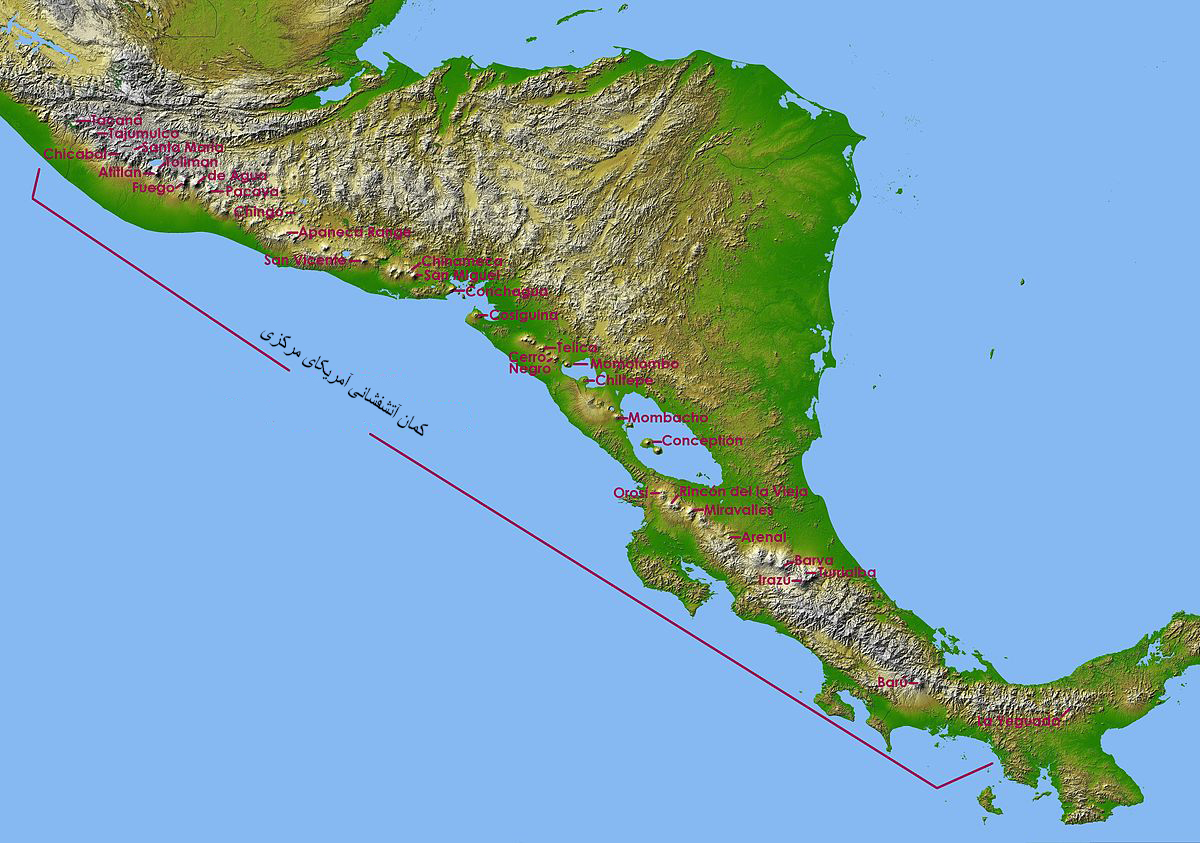 Tacaná
Tajumulco
Santa María
Chicabal
Toliman
Atitlán
de Agua
Fuego
Pacaya
Chingo
Apaneca Range
San Vicente
Chinameca
San Miguel
Conchagua
Cosigüina
Telica
Cerro
Negro
Momotombo
Chiltepe
کمان آتشفشانی آمریکای مرکزی
Mombacho
Concepción
Orosí
Rincón del la Vieja
Miravalles
Arenal
Barva
Turrialba
Irazú
Barú
La Yeguada